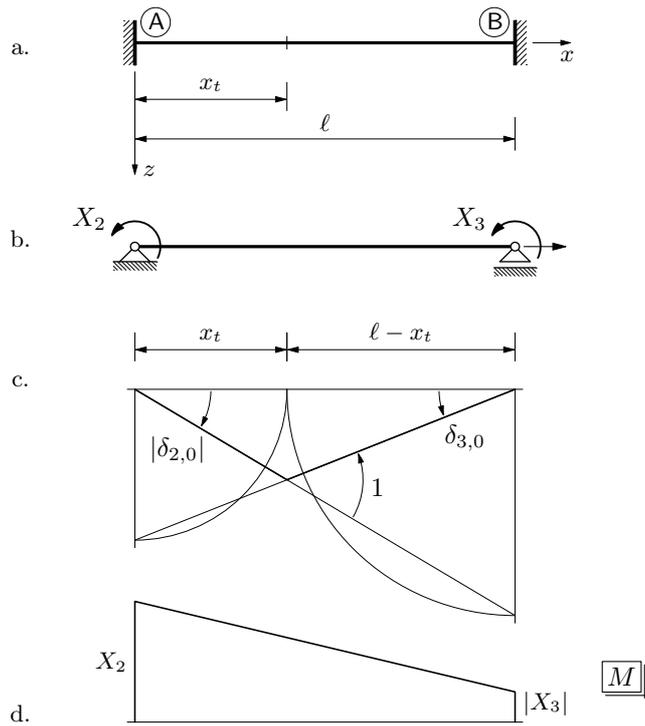 a.
A
B
x
x_t
ℓ
z
b.
X_2
X_3
x_t
ℓ − x_t
c.
|δ_{2,0}|
δ_{3,0}
1
X_2
M
|X_3|
d.